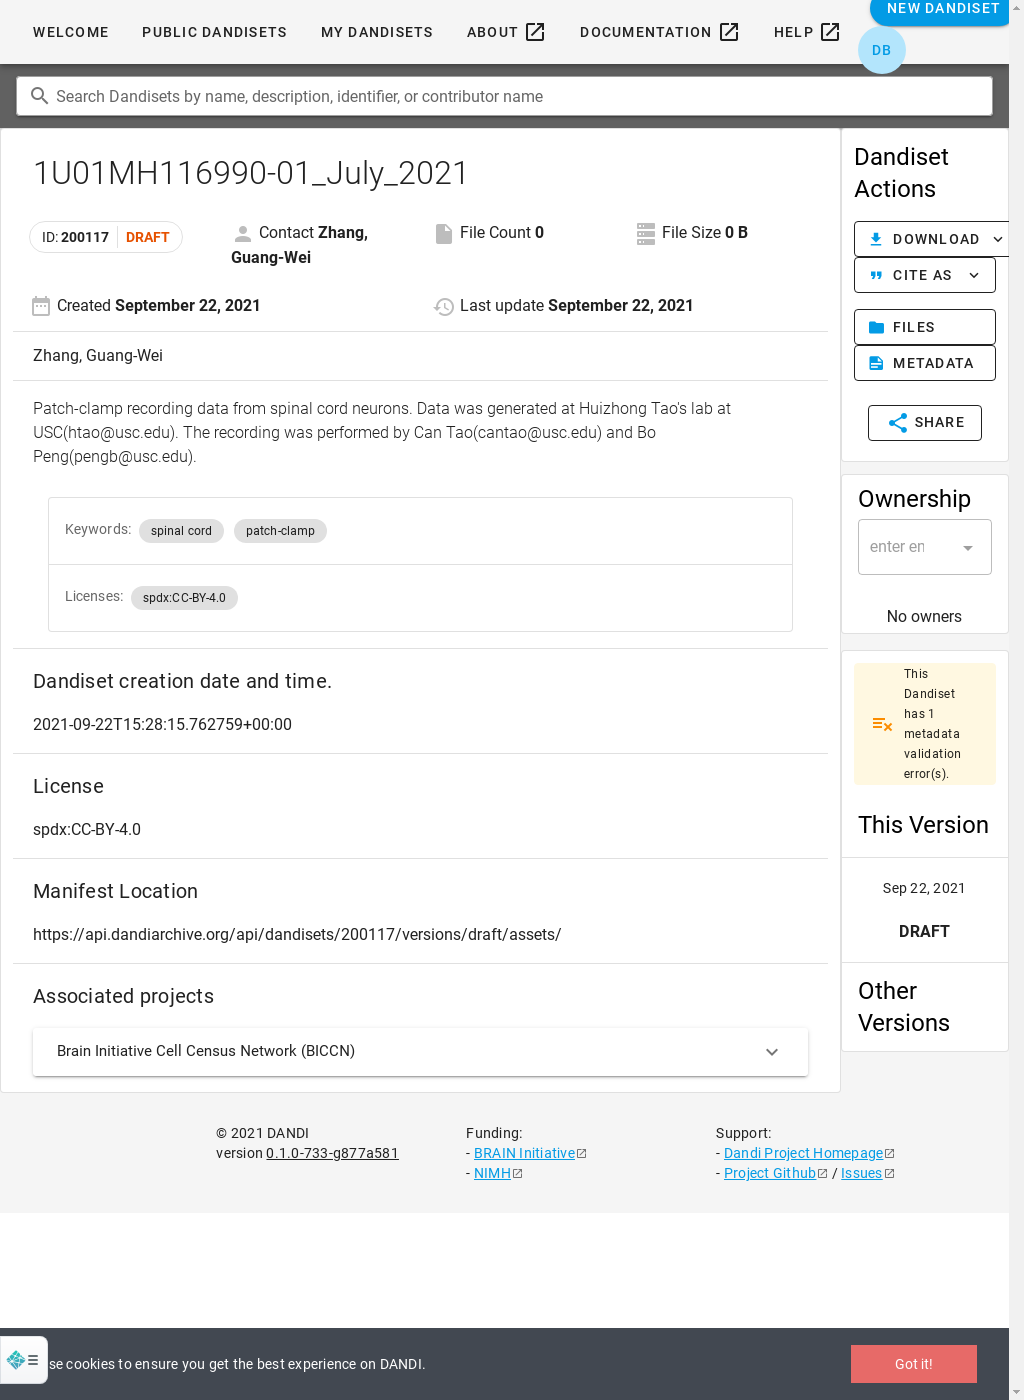 WELCOME PUBLIC DANDISETS MY DANDISETS ABOUT DOCUMENTATION HELP NEW DANDISET
DB
Search Dandisets by name, description, identifier, or contributor name
1U01MH116990-01_July_2021
ID: 200117 DRAFT
Contact Zhang,
Guang-Wei
File Count 0
File Size 0 B
Created September 22, 2021
Last update September 22, 2021
Zhang, Guang-Wei
Patch-clamp recording data from spinal cord neurons. Data was generated at Huizhong Tao's lab at
USC(htao@usc.edu). The recording was performed by Can Tao(cantao@usc.edu) and Bo
Peng(pengb@usc.edu).
Keywords: spinal cord patch-clamp
Licenses: spdx:CC-BY-4.0
Dandiset creation date and time.
2021-09-22T15:28:15.762759+00:00
License
spdx:CC-BY-4.0
Manifest Location
https://api.dandiarchive.org/api/dandisets/200117/versions/draft/assets/
Associated projects
Brain Initiative Cell Census Network (BICCN)
Dandiset
Actions
DOWNLOAD
CITE AS
FILES
METADATA
SHARE
Ownership
enter en
No owners
This
Dandiset
has 1
metadata
validation
error(s).
This Version
Sep 22, 2021
DRAFT
Other
Versions
© 2021 DANDI
version 0.1.0-733-g877a581
Funding:
- BRAIN Initiative
- NIMH
Support:
- Dandi Project Homepage
- Project Github / Issues
se cookies to ensure you get the best experience on DANDI.
Got it!